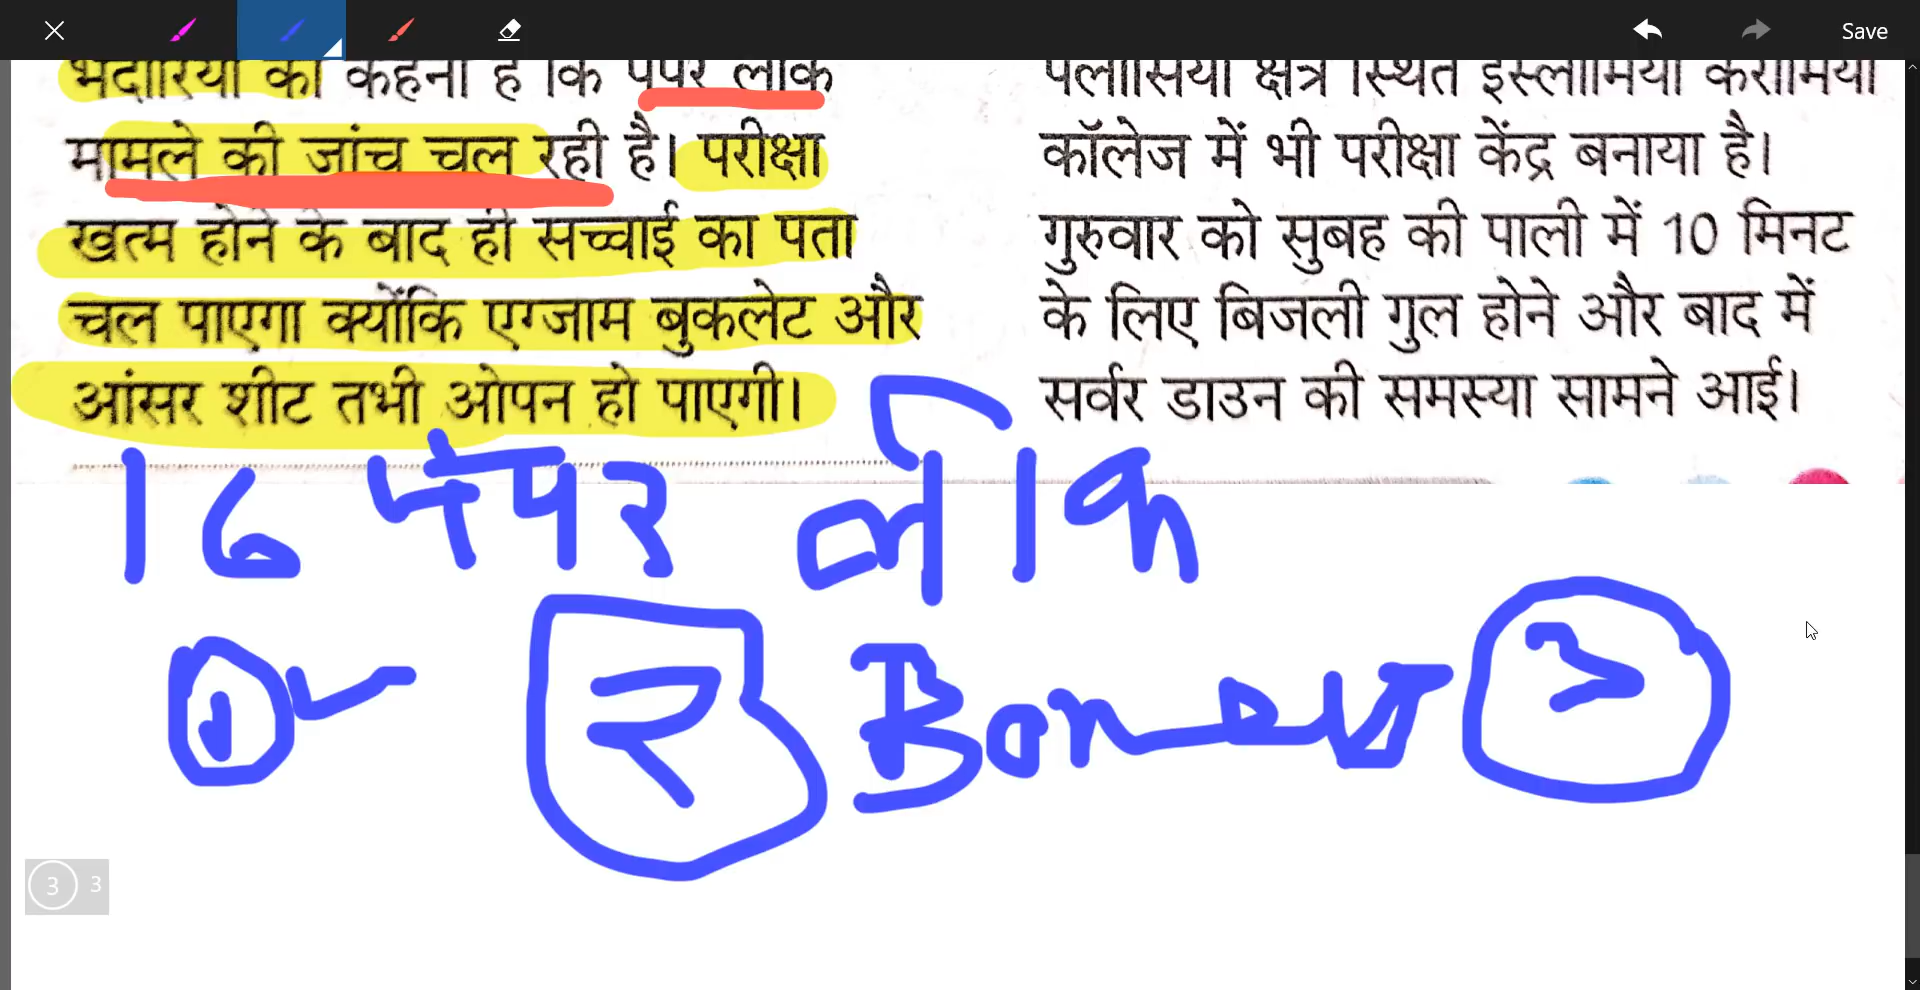 Save
भदौरिया का कहना है कि पेपर लीक
मामले की जांच चल रही है। परीक्षा
खत्म होने के बाद ही सच्चाई का पता
चल पाएगा क्योंकि एग्जाम बुकलेट और
आंसर शीट तभी ओपन हो पाएगी।
पलासिया क्षेत्र स्थित इस्लामिया करीमिया
कॉलेज में भी परीक्षा केंद्र बनाया है।
गुरुवार को सुबह की पाली में 10 मिनट
के लिए बिजली गुल होने और बाद में
सर्वर डाउन की समस्या सामने आई।
16 पेपर लीक
1 2 Bonus
3 3